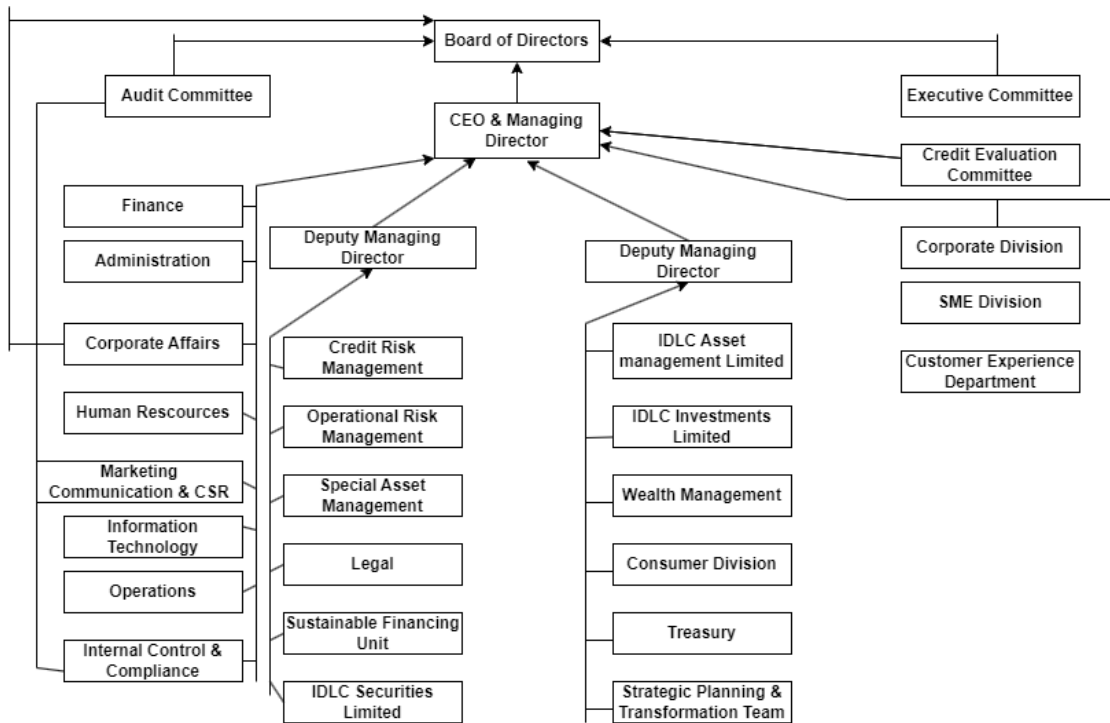 Board of Directors
Audit Committee
Executive Committee
CEO & Managing
Director
Credit Evaluation
Committee
Finance
Administration
Corporate Affairs
Human Rescources
Marketing
Communication & CSR
Information
Technology
Operations
Internal Control &
Compliance
Deputy Managing
Director
Credit Risk
Management
Operational Risk
Management
Special Asset
Management
Legal
Sustainable Financing
Unit
IDLC Securities
Limited
Deputy Managing
Director
IDLC Asset
management Limited
IDLC Investments
Limited
Wealth Management
Consumer Division
Treasury
Strategic Planning &
Transformation Team
Corporate Division
SME Division
Customer Experience
Department